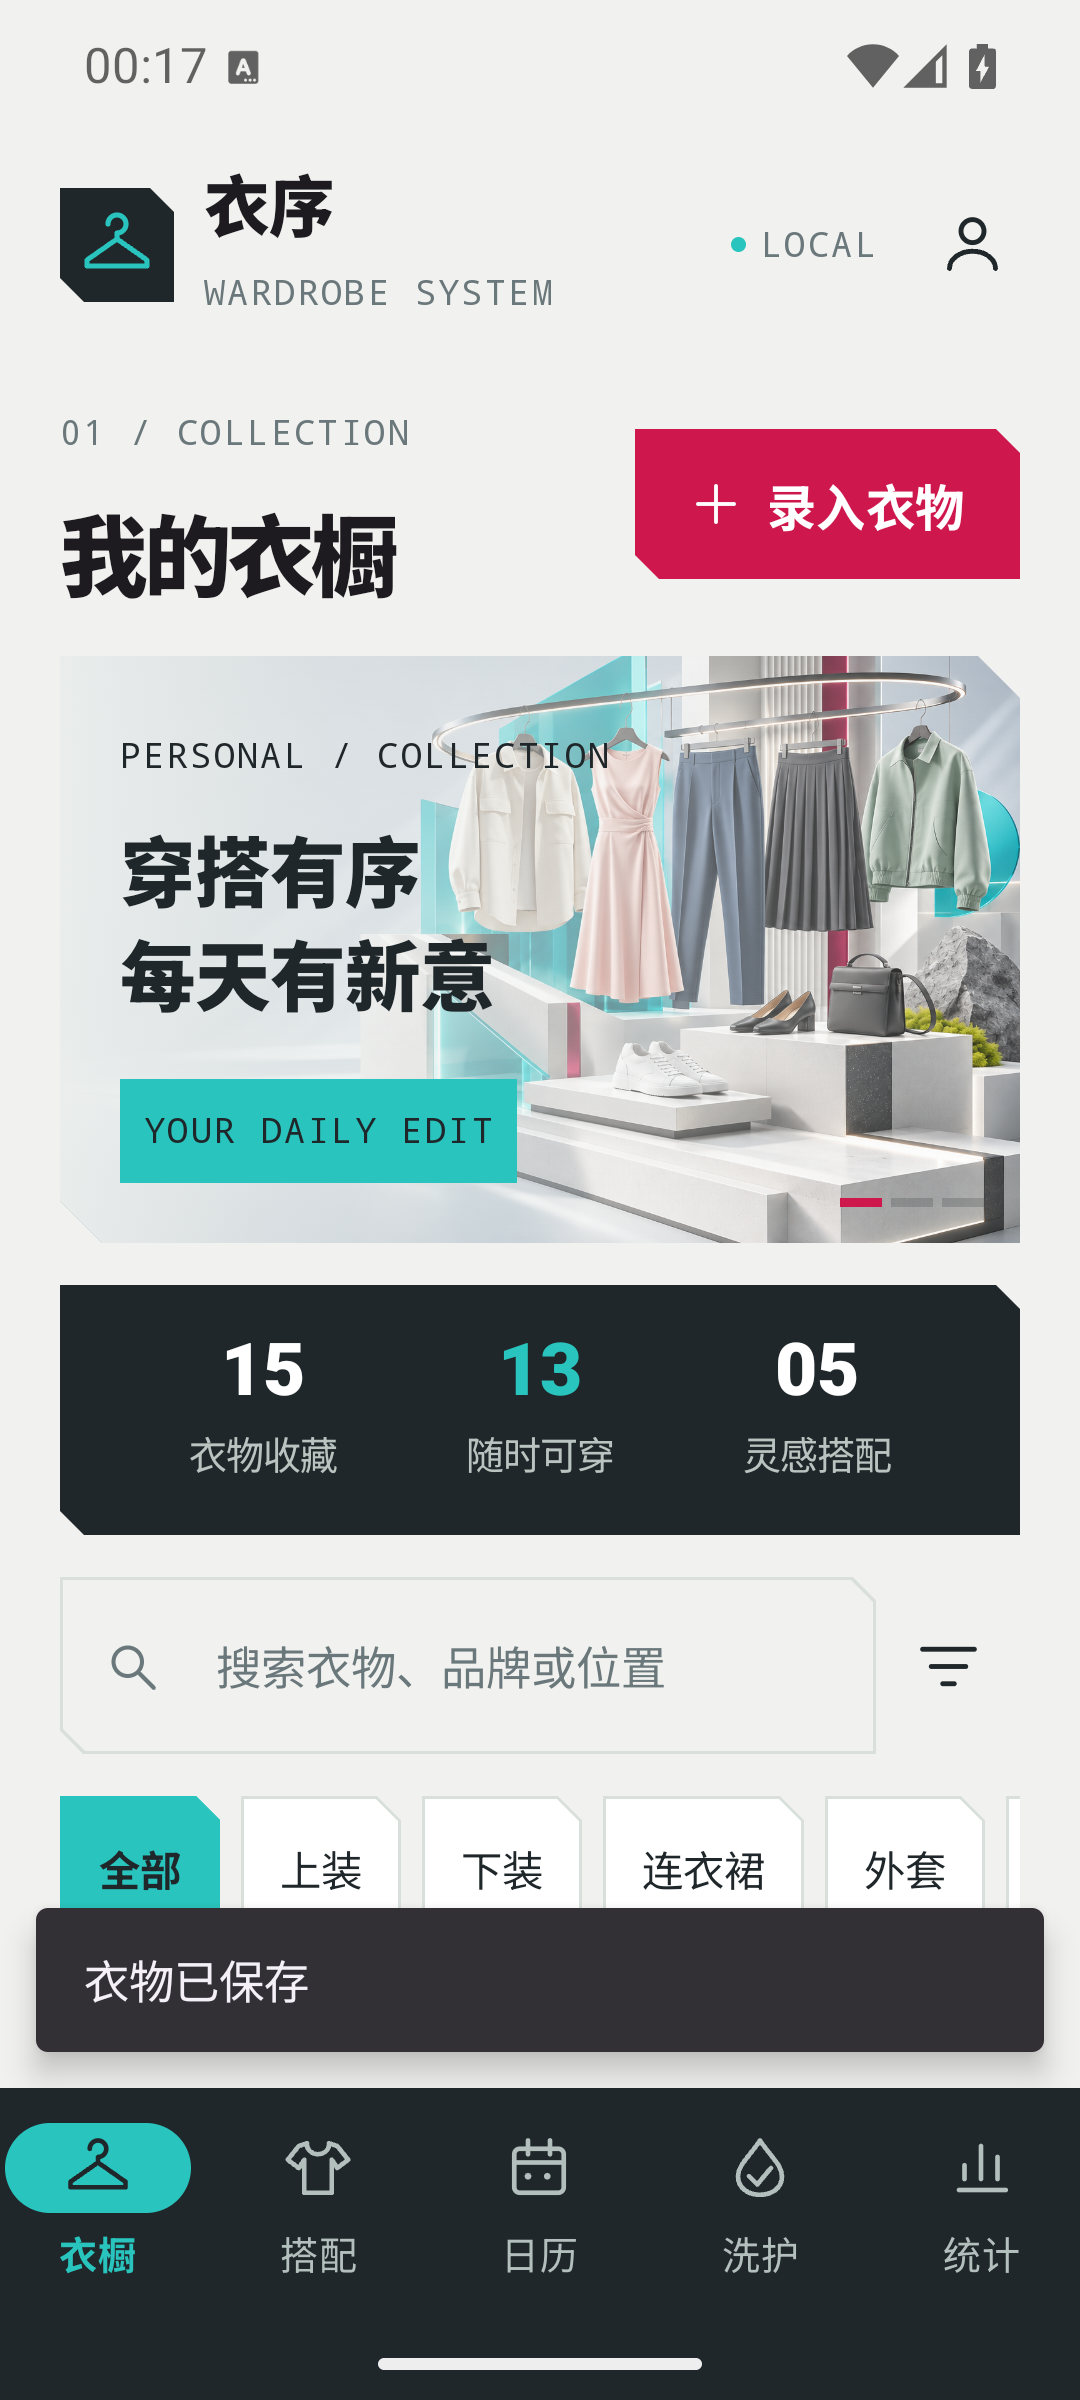 00:17
衣序
WARDROBE SYSTEM
LOCAL
01 / COLLECTION
我的衣橱
录入衣物
PERSONAL / COLLECTION
穿搭有序
每天有新意
YOUR DAILY EDIT
15
13
05
衣物收藏
随时可穿
灵感搭配
搜索衣物、品牌或位置
全部
上装
下装
连衣裙
外套
衣物已保存
衣橱
搭配
日历
洗护
统计